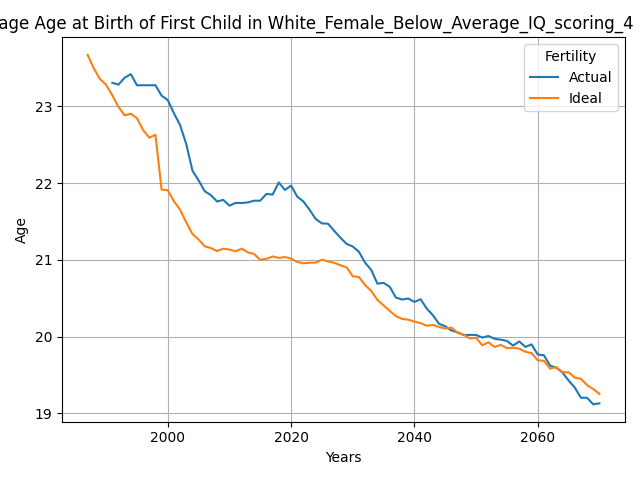 age Age at Birth of First Child in White_Female_Below_Average_IQ_scoring_4
Fertility
Actual
Ideal
23
22
21
20
19
Age
2000
2020
2040
2060
Years